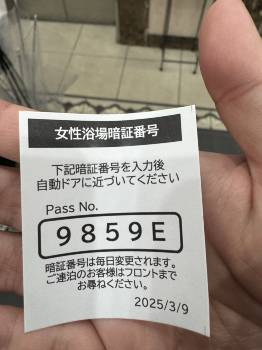 女性浴場暗証番号
下記暗証番号を入力後
自動ドアに近づいてください
Pass No.
9859E
暗証番号は毎日変更されます。
ご連泊のお客様はフロントまで
お尋ねください。
2025/3/9